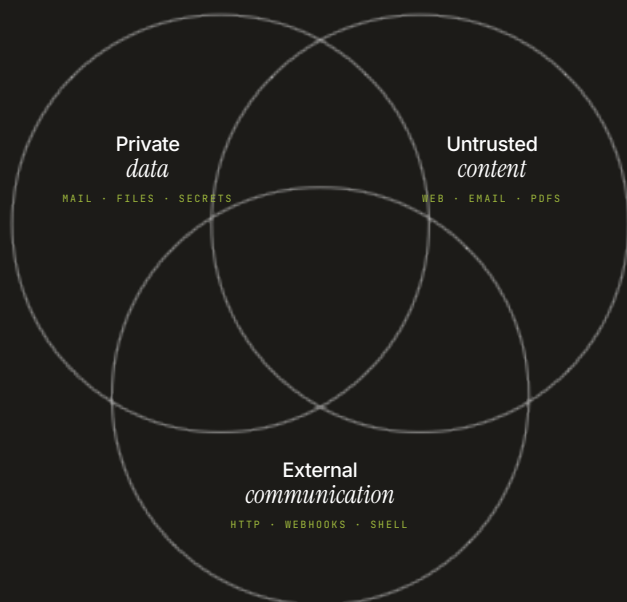 Private
data
MAIL · FILES · SECRETS
Untrusted
content
WEB · EMAIL · PDFS
External
communication
HTTP · WEBHOOKS · SHELL